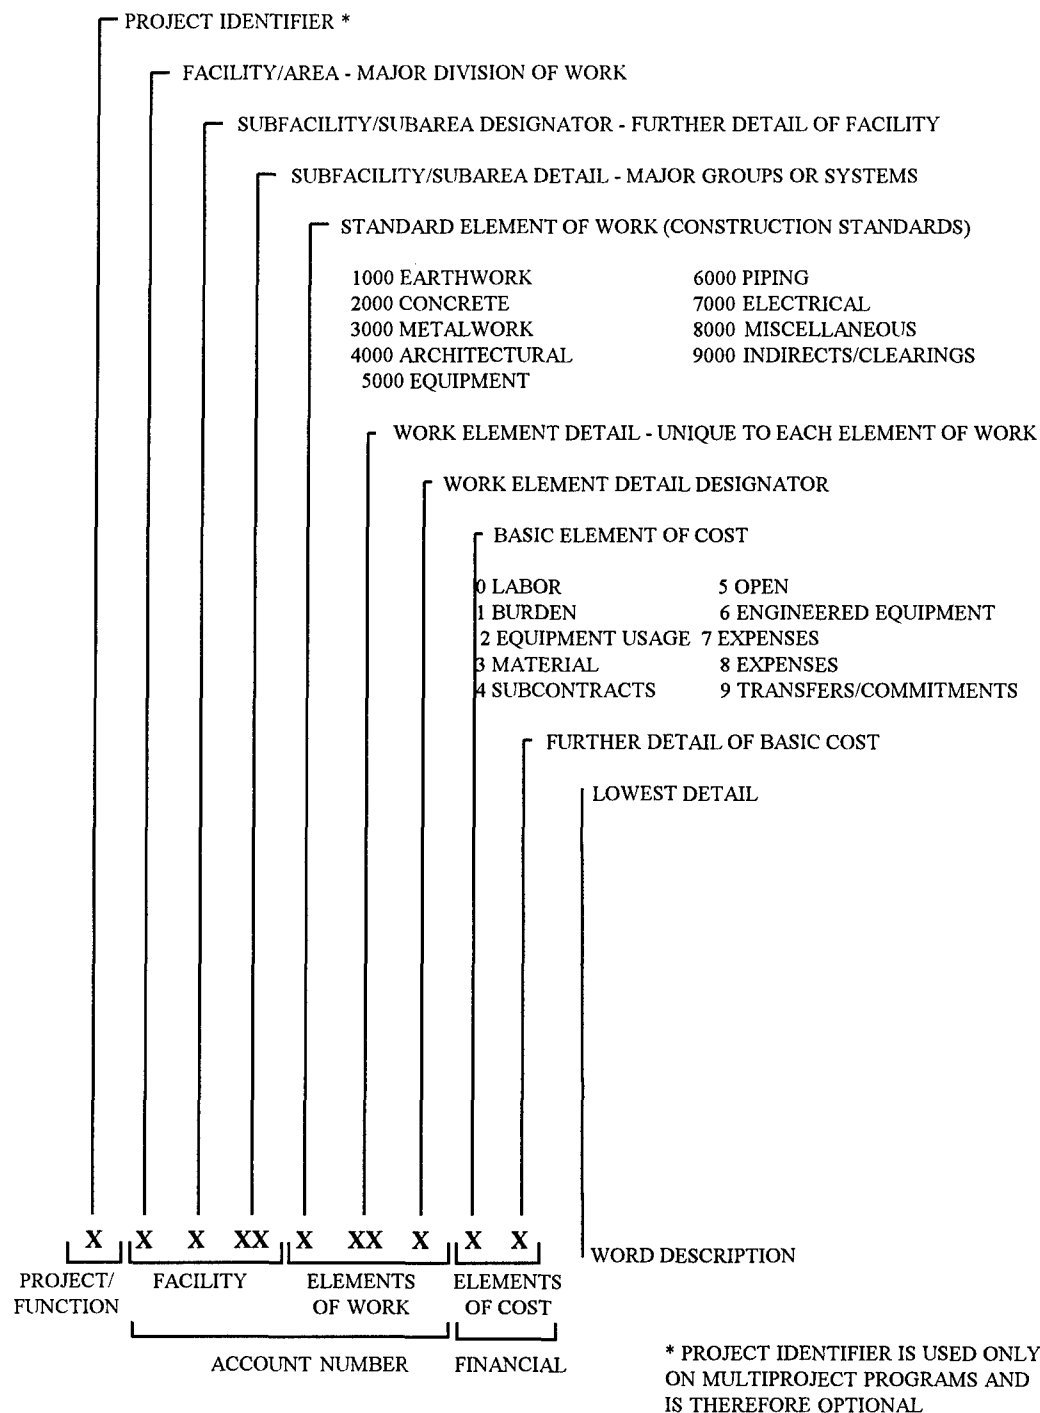 PROJECT IDENTIFIER *
FACILITY/AREA - MAJOR DIVISION OF WORK
SUBFACILITY/SUBAREA DESIGNATOR - FURTHER DETAIL OF FACILITY
SUBFACILITY/SUBAREA DETAIL - MAJOR GROUPS OR SYSTEMS
STANDARD ELEMENT OF WORK (CONSTRUCTION STANDARDS)
1000 EARTHWORK 6000 PIPING
2000 CONCRETE 7000 ELECTRICAL
3000 METALWORK 8000 MISCELLANEOUS
4000 ARCHITECTURAL 9000 INDIRECTS/CLEARINGS
5000 EQUIPMENT
WORK ELEMENT DETAIL - UNIQUE TO EACH ELEMENT OF WORK
WORK ELEMENT DETAIL DESIGNATOR
BASIC ELEMENT OF COST
0 LABOR 5 OPEN
1 BURDEN 6 ENGINEERED EQUIPMENT
2 EQUIPMENT USAGE 7 EXPENSES
3 MATERIAL 8 EXPENSES
4 SUBCONTRACTS 9 TRANSFERS/COMMITMENTS
FURTHER DETAIL OF BASIC COST
LOWEST DETAIL
X X X XX X XX X X X
WORD DESCRIPTION
PROJECT/ FACILITY ELEMENTS ELEMENTS
FUNCTION OF WORK OF COST
ACCOUNT NUMBER FINANCIAL
* PROJECT IDENTIFIER IS USED ONLY
ON MULTIPROJECT PROGRAMS AND
IS THEREFORE OPTIONAL